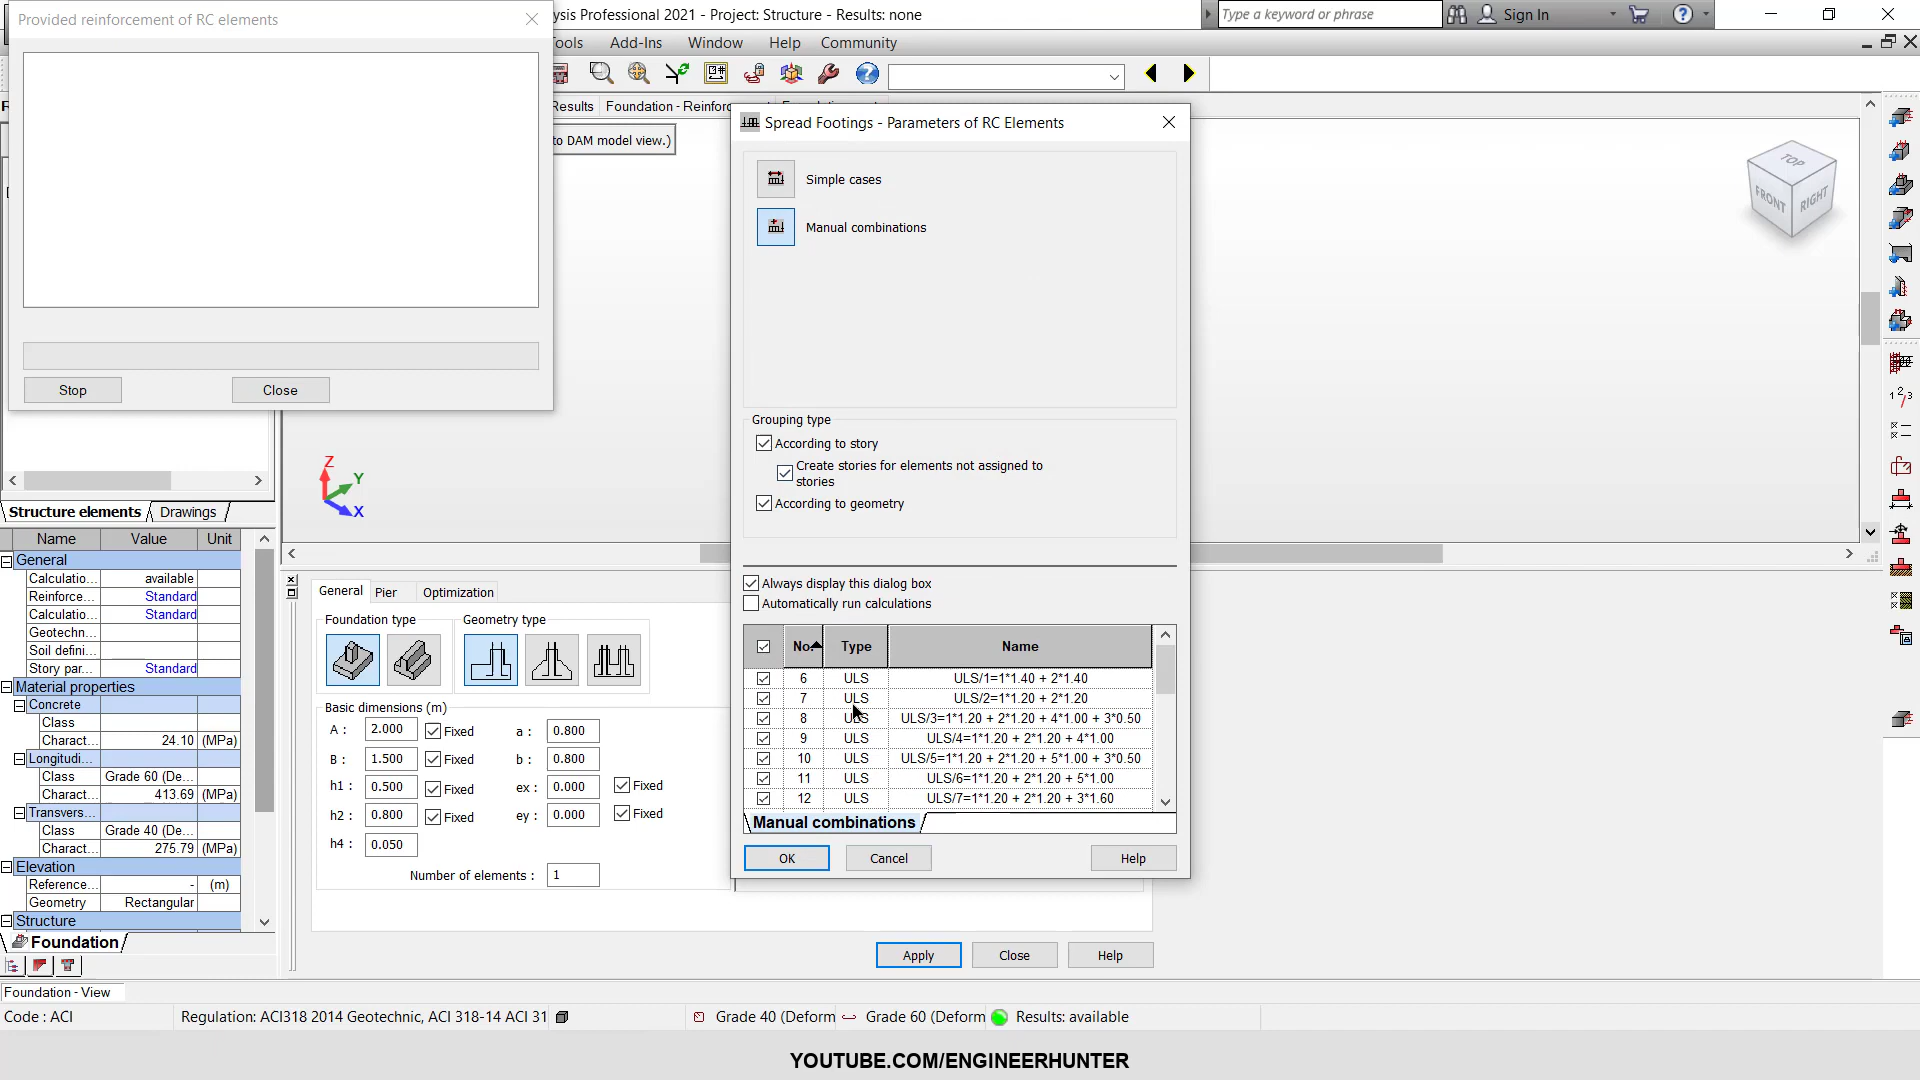 Provided reinforcement of RC elements
ysis Professional 2021 - Project: Structure - Results: none
Type a keyword or phrase
Sign In
ools
Add-Ins
Window
Help
Community
Results
Foundation - Reinforc
to DAM model view.)
Stop
Close
TOP
FRONT
RIGHT
Z
Y
X
Spread Footings - Parameters of RC Elements
Simple cases
Manual combinations
Grouping type
According to story
Create stories for elements not assigned to
stories
According to geometry
Always display this dialog box
Automatically run calculations
No. Type Name
6 ULS ULS/1=1*1.40 + 2*1.40
7 ULS ULS/2=1*1.20 + 2*1.20
8 ULS ULS/3=1*1.20 + 2*1.20 + 4*1.00 + 3*0.50
9 ULS ULS/4=1*1.20 + 2*1.20 + 4*1.00
10 ULS ULS/5=1*1.20 + 2*1.20 + 5*1.00 + 3*0.50
11 ULS ULS/6=1*1.20 + 2*1.20 + 5*1.00
12 ULS ULS/7=1*1.20 + 2*1.20 + 3*1.60
Manual combinations
OK
Cancel
Help
Structure elements
Drawings
Name Value Unit
General
Calculatio... available
Reinforce... Standard
Calculatio... Standard
Geotechn...
Soil defini...
Story par... Standard
Material properties
Concrete
Class
Charact... 24.10 (MPa)
Longitudi...
Class Grade 60 (De...
Charact... 413.69 (MPa)
Transvers...
Class Grade 40 (De...
Charact... 275.79 (MPa)
Elevation
Reference... - (m)
Geometry Rectangular
Structure
Foundation
General
Pier
Optimization
Foundation type
Geometry type
Basic dimensions (m)
A : 2.000 Fixed a : 0.800
B : 1.500 Fixed b : 0.800
h1 : 0.500 Fixed ex : 0.000 Fixed
h2 : 0.800 Fixed ey : 0.000 Fixed
h4 : 0.050
Number of elements : 1
Apply
Close
Help
Foundation - View
Code : ACI
Regulation: ACI318 2014 Geotechnic, ACI 318-14 ACI 31
Grade 40 (Deform
Grade 60 (Deform
Results: available
YOUTUBE.COM/ENGINEERHUNTER